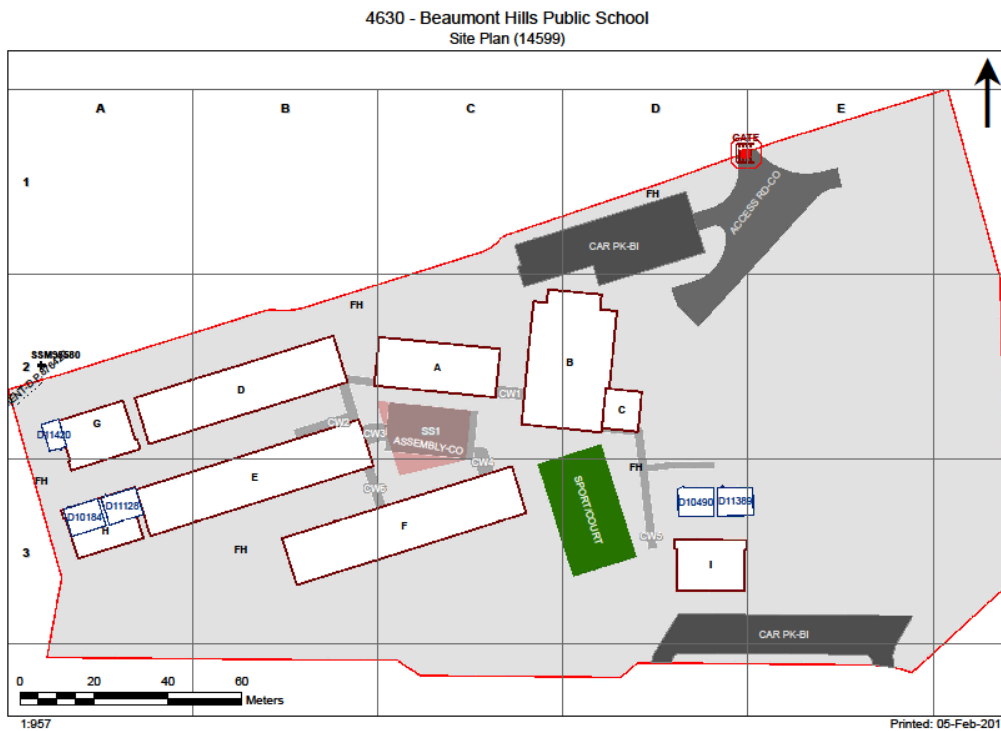 4630 - Beaumont Hills Public School
Site Plan (14599)
A B C D E
GATE
1
FH
ACCESS RD-CO
CAR PK-BI
FH
SSM95580
2
A
B
D
CW1
C
G
D11420
CW2
CW3
SS1
ASSEMBLY-CO
CW4
FH
FH
E
SPORT/COURT
D10490
D11389
D11128
D10184
CW5
F
H
3
FH
CW5
I
CAR PK-BI
0 20 40 60
Meters
1:957
Printed: 05-Feb-201